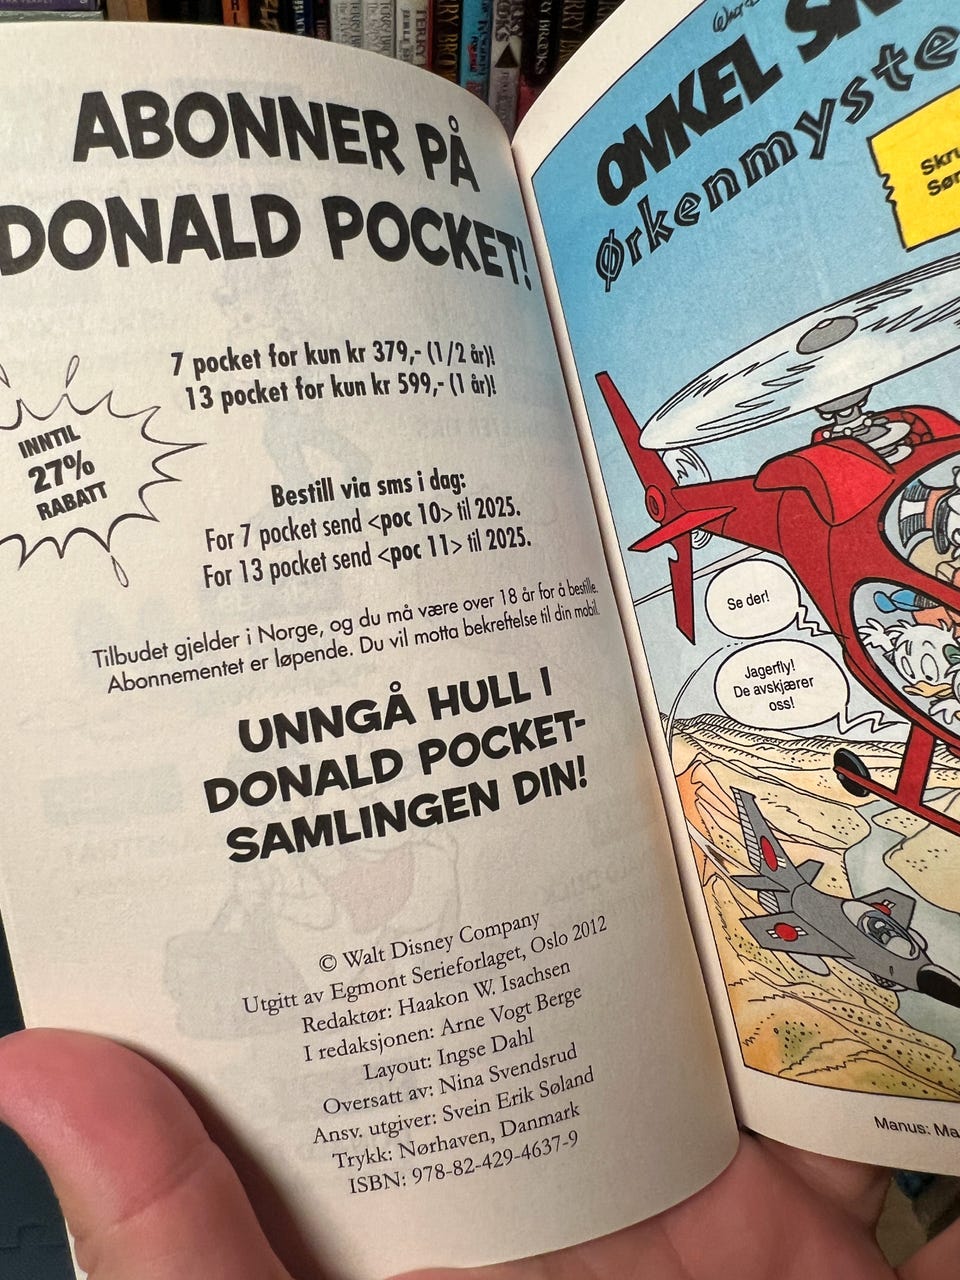 ABONNER PÅ
DONALD POCKET!
7 pocket for kun kr 379,- (1/2 år)!
13 pocket for kun kr 599,- (1 år)!
INNTIL
27%
RABATT
Bestill via sms i dag:
For 7 pocket send <poc 10> til 2025.
For 13 pocket send <poc 11> til 2025.
Tilbudet gjelder i Norge, og du må være over 18 år for å bestille.
Abonnementet er løpende. Du vil motta bekreftelse til din mobil.
UNNGÅ HULL I
DONALD POCKET-
SAMLINGEN DIN!
© Walt Disney Company
Utgitt av Egmont Serieforlaget, Oslo 2012
Redaktør: Haakon W. Isachsen
I redaksjonen: Arne Vogt Berge
Layout: Ingse Dahl
Oversatt av: Nina Svendsrud
Ansv. utgiver: Svein Erik Søland
Trykk: Nørhaven, Danmark
ISBN: 978-82-429-4637-9
ONKEL
Ørkenmyste
Se der!
Jagerfly!
De avskjærer
oss!
Manus: